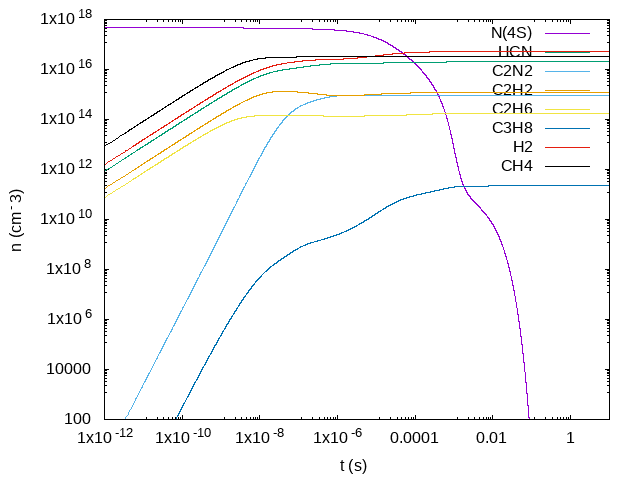 1x10^18
1x10^16
1x10^14
1x10^12
1x10^10
1x10^8
1x10^6
10000
100
n (cm^-3)
N(4S)
HCN
C2N2
C2H2
C2H6
C3H8
H2
CH4
1x10^-12
1x10^-10
1x10^-8
1x10^-6
0.0001
0.01
1
t (s)